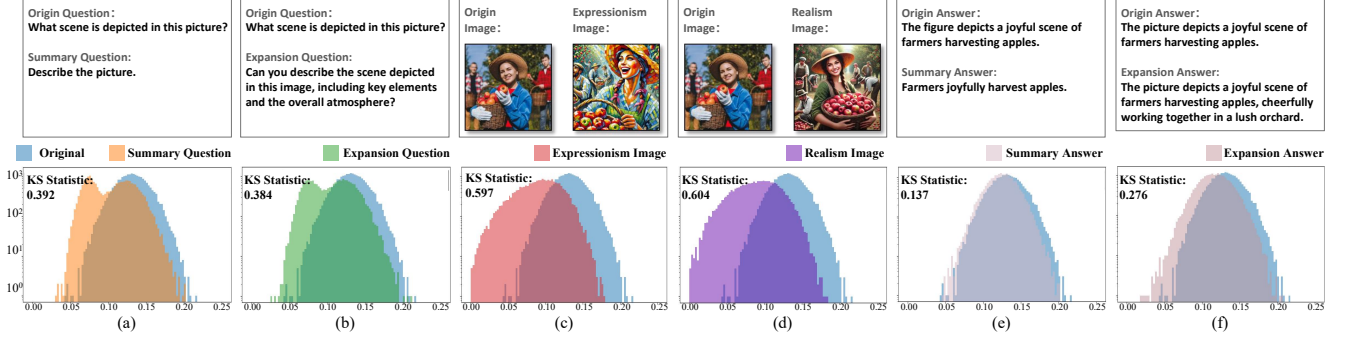 Origin Question:
What scene is depicted in this picture?
Summary Question:
Describe the picture.
Origin Question:
What scene is depicted in this picture?
Expansion Question:
Can you describe the scene depicted
in this image, including key elements
and the overall atmosphere?
Origin
Image:
Expressionism
Image:
Origin
Image:
Realism
Image:
Origin Answer:
The figure depicts a joyful scene of
farmers harvesting apples.
Summary Answer:
Farmers joyfully harvest apples.
Origin Answer:
The picture depicts a joyful scene of
farmers harvesting apples.
Expansion Answer:
The picture depicts a joyful scene of
farmers harvesting apples, cheerfully
working together in a lush orchard.
Original
Summary Question
Expansion Question
Expressionism Image
Realism Image
Summary Answer
Expansion Answer
10³
10²
10¹
10⁰
KS Statistic:
0.392
0.00 0.05 0.10 0.15 0.20 0.25
(a)
KS Statistic:
0.384
0.00 0.05 0.10 0.15 0.20 0.25
(b)
KS Statistic:
0.597
0.00 0.05 0.10 0.15 0.20 0.25
(c)
KS Statistic:
0.604
0.00 0.05 0.10 0.15 0.20 0.25
(d)
KS Statistic:
0.137
0.00 0.05 0.10 0.15 0.20 0.25
(e)
KS Statistic:
0.276
0.00 0.05 0.10 0.15 0.20 0.25
(f)